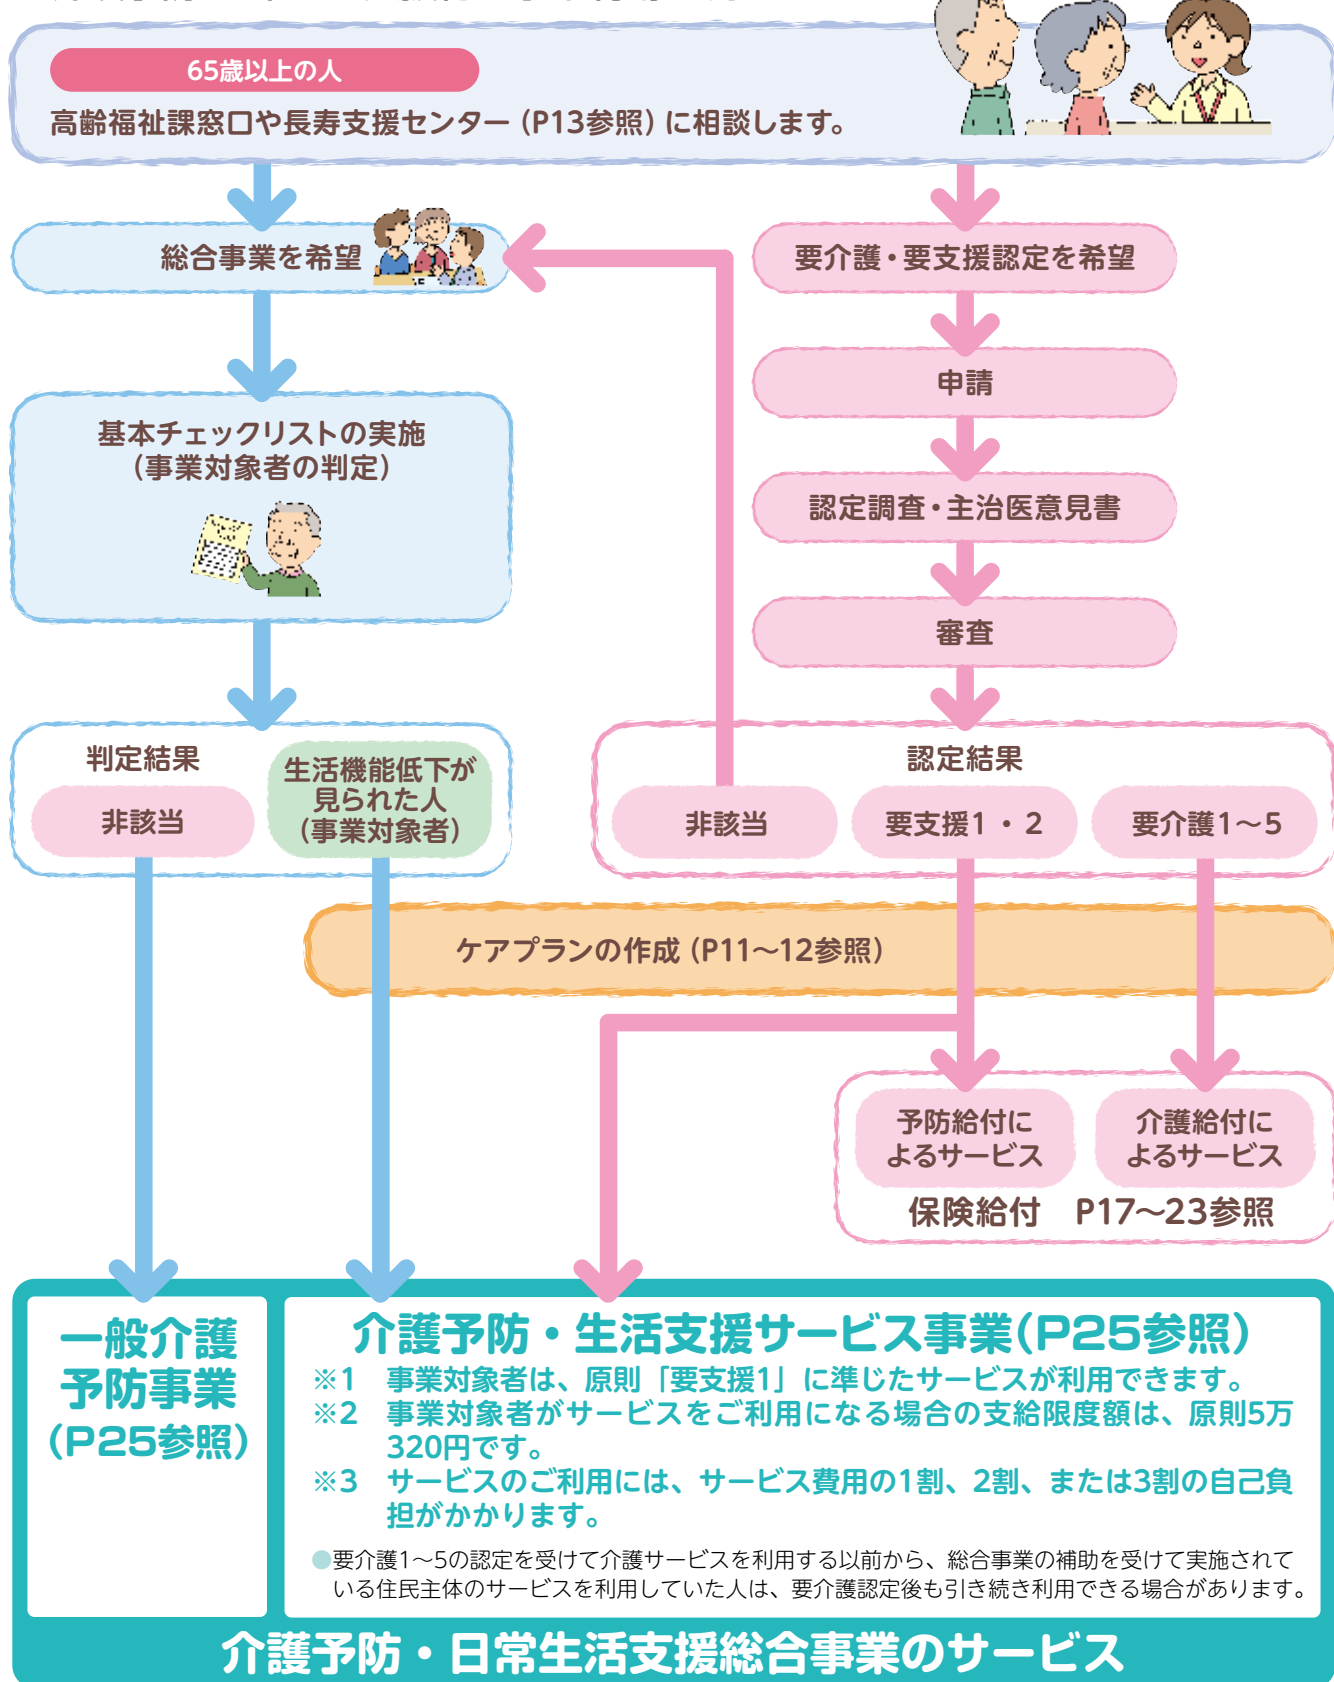 65歳以上の人
高齢福祉課窓口や長寿支援センター（P13参照）に相談します。
総合事業を希望
要介護・要支援認定を希望
申請
基本チェックリストの実施
（事業対象者の判定）
認定調査・主治医意見書
審査
判定結果
非該当
生活機能低下が
見られた人
（事業対象者）
認定結果
非該当
要支援1・2
要介護1〜5
ケアプランの作成（P11〜12参照）
予防給付に
よるサービス
介護給付に
よるサービス
保険給付　P17〜23参照
一般介護
予防事業
（P25参照）
介護予防・生活支援サービス事業（P25参照）
※1　事業対象者は、原則「要支援1」に準じたサービスが利用できます。
※2　事業対象者がサービスをご利用になる場合の支給限度額は、原則5万
320円です。
※3　サービスのご利用には、サービス費用の1割、2割、または3割の自己負
担がかかります。
●要介護1〜5の認定を受けて介護サービスを利用する以前から、総合事業の補助を受けて実施されて
いる住民主体のサービスを利用していた人は、要介護認定後も引き続き利用できる場合があります。
介護予防・日常生活支援総合事業のサービス